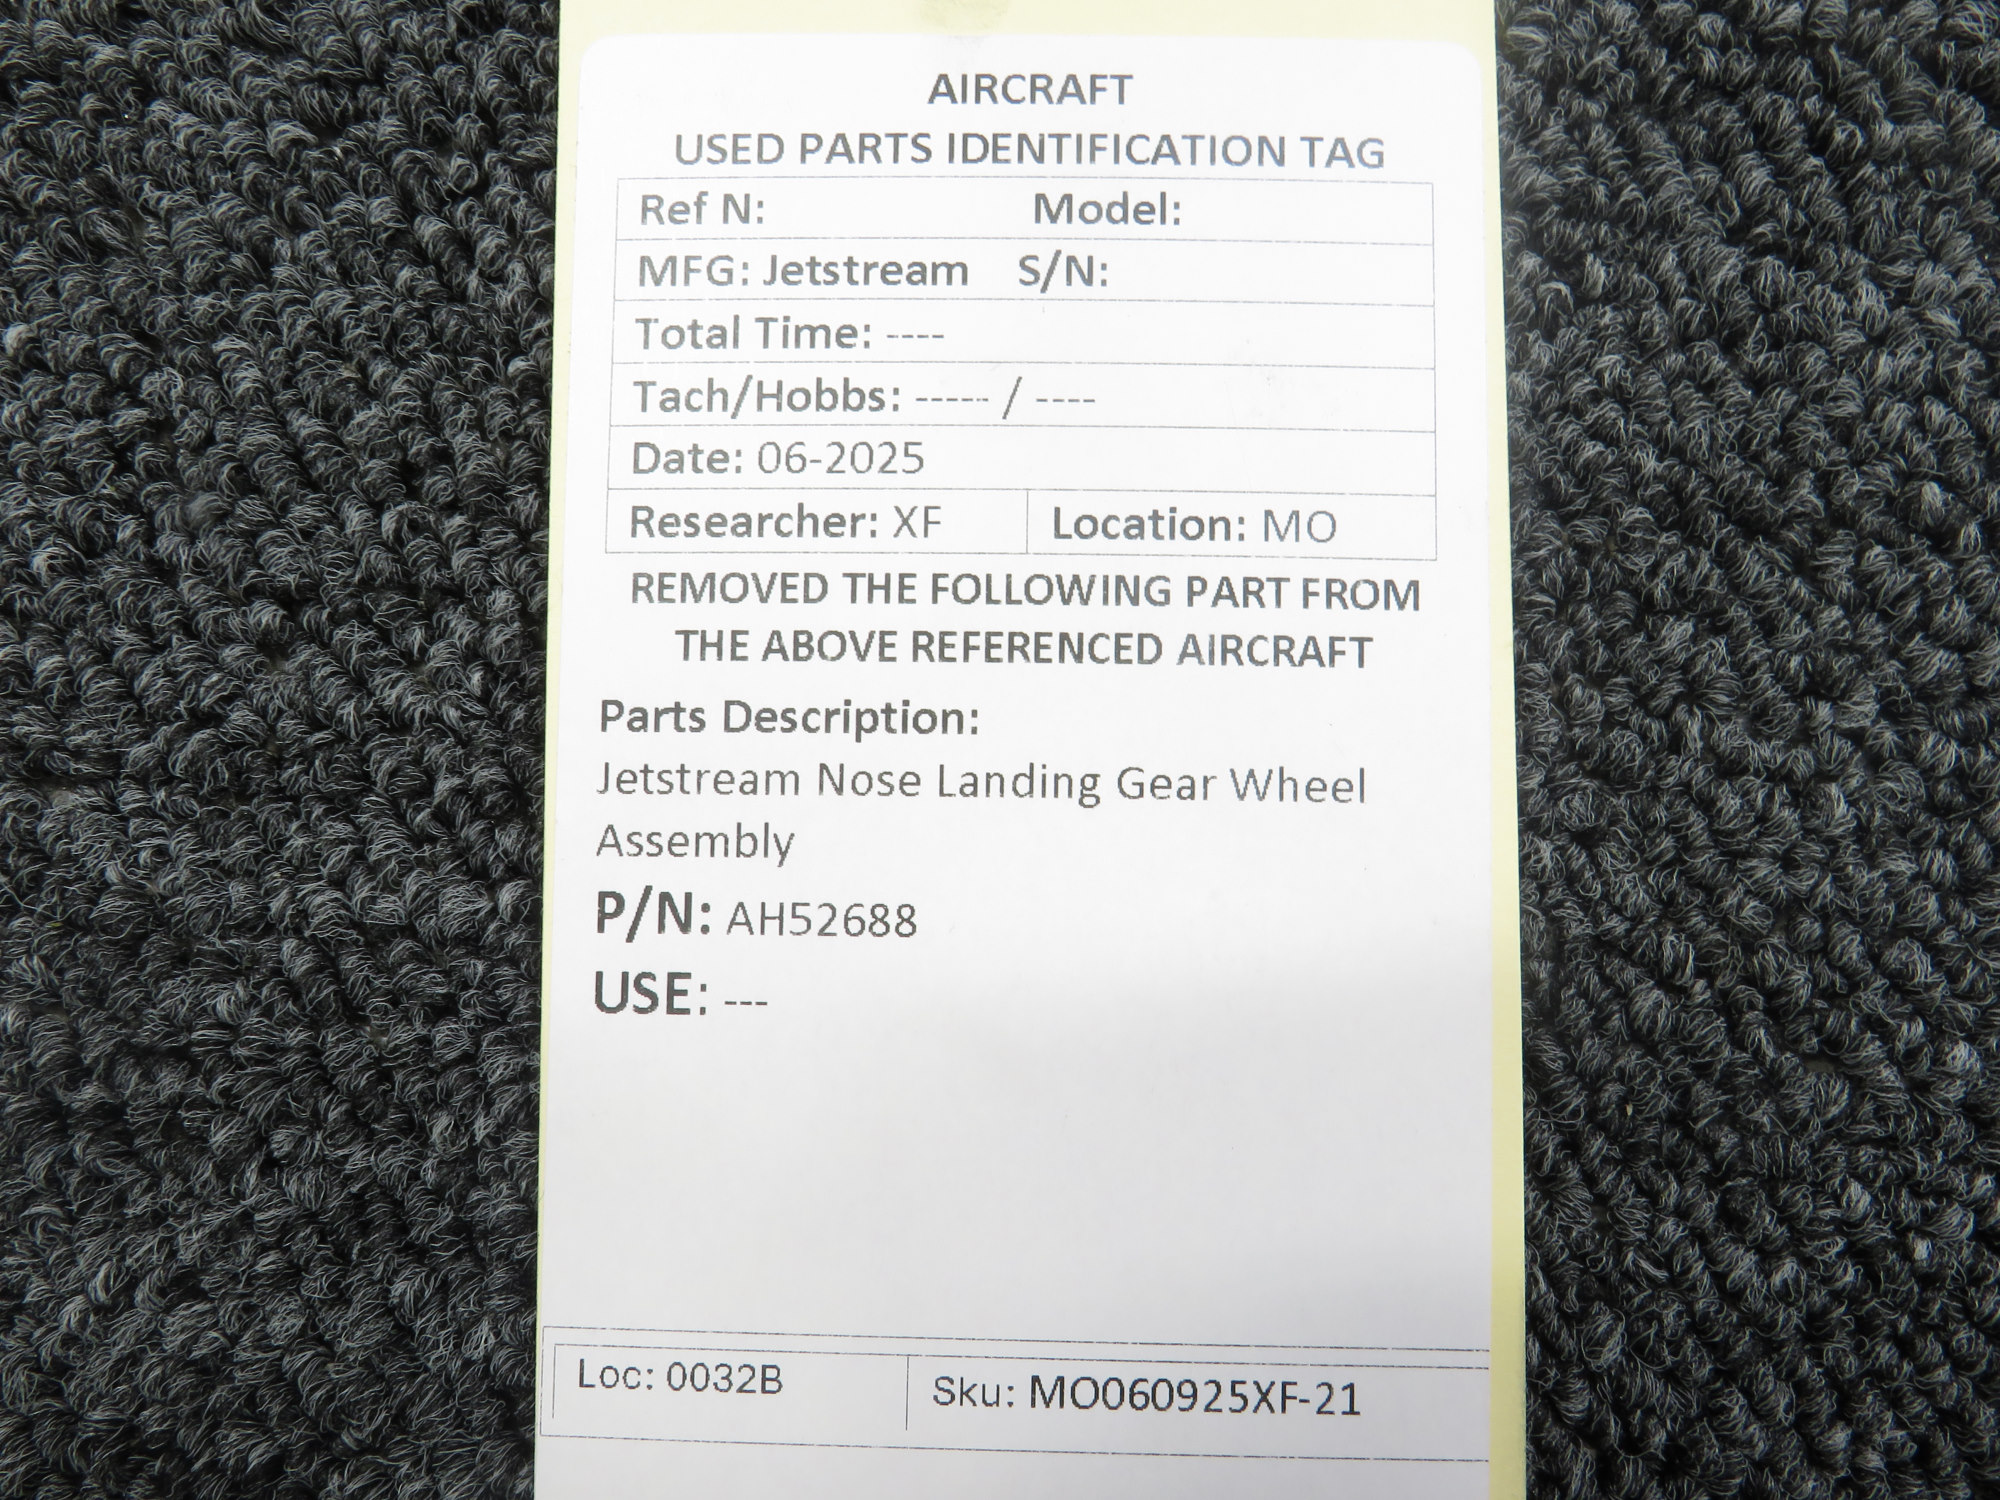 AIRCRAFT
USED PARTS IDENTIFICATION TAG
Ref N: Model:
MFG: Jetstream S/N:
Total Time: ----
Tach/Hobbs: ----- / ----
Date: 06-2025
Researcher: XF Location: MO
REMOVED THE FOLLOWING PART FROM
THE ABOVE REFERENCED AIRCRAFT
Parts Description:
Jetstream Nose Landing Gear Wheel
Assembly
P/N: AH52688
USE: ---
Loc: 0032B Sku: MO060925XF-21